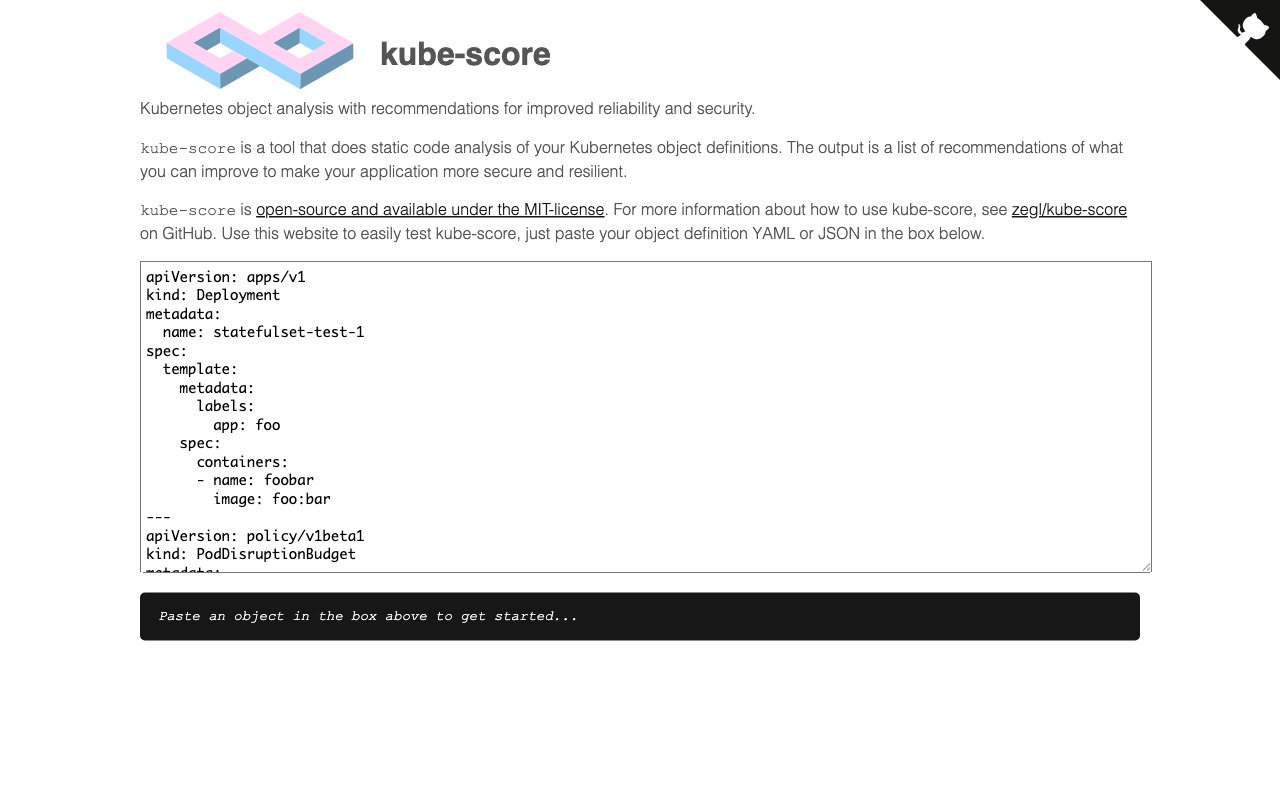 kube-score
Kubernetes object analysis with recommendations for improved reliability and security.
kube-score is a tool that does static code analysis of your Kubernetes object definitions. The output is a list of recommendations of what
you can improve to make your application more secure and resilient.
kube-score is open-source and available under the MIT-license. For more information about how to use kube-score, see zegl/kube-score
on GitHub. Use this website to easily test kube-score, just paste your object definition YAML or JSON in the box below.
apiVersion: apps/v1
kind: Deployment
metadata:
  name: statefulset-test-1
spec:
  template:
    metadata:
      labels:
        app: foo
    spec:
      containers:
      - name: foobar
        image: foo:bar
---
apiVersion: policy/v1beta1
kind: PodDisruptionBudget
metadata:
Paste an object in the box above to get started...